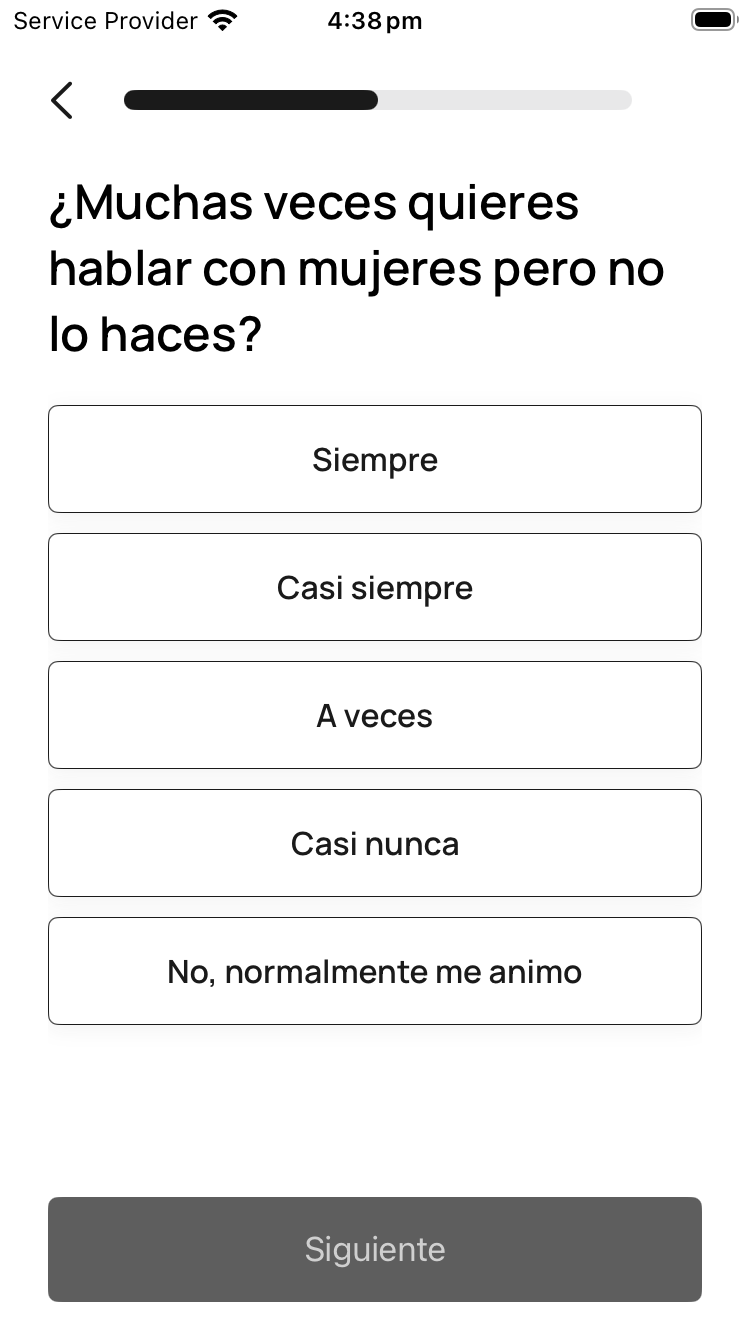 Service Provider 4:38 pm
¿Muchas veces quieres
hablar con mujeres pero no
lo haces?
Siempre
Casi siempre
A veces
Casi nunca
No, normalmente me animo
Siguiente